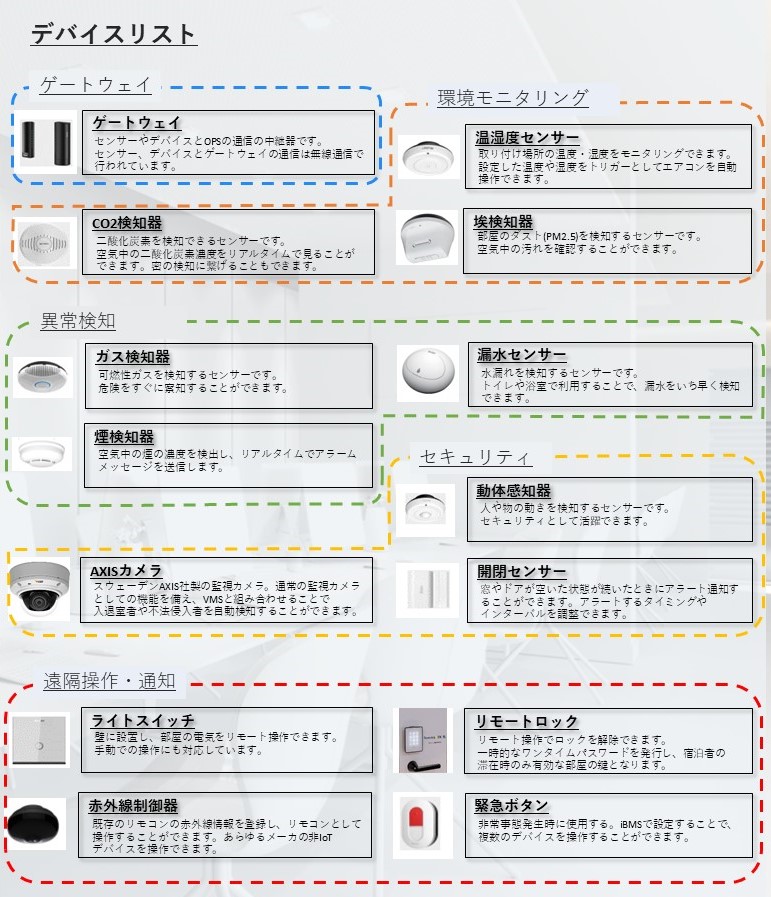 デバイスリスト
ゲートウェイ
ゲートウェイ
センサーやデバイスとOPSの通信の中継器です。
センサー、デバイスとゲートウェイの通信は無線通信で
行われています。
環境モニタリング
温湿度センサー
取り付け場所の温度・湿度をモニタリングできます。
設定した温度や湿度をトリガーとしてエアコンを自動
操作できます。
CO2検知器
二酸化炭素を検知できるセンサーです。
空気中の二酸化炭素濃度をリアルタイムで見ることが
できます。密の検知に繋げることもできます。
埃検知器
部屋のダスト(PM2.5)を検知するセンサーです。
空気中の汚れを確認することができます。
異常検知
ガス検知器
可燃性ガスを検知するセンサーです。
危険をすぐに察知することができます。
漏水センサー
水漏れを検知するセンサーです。
トイレや浴室で利用することで、漏水をいち早く検知
できます。
煙検知器
空気中の煙の濃度を検出し、リアルタイムでアラーム
メッセージを送信します。
セキュリティ
動体感知器
人や物の動きを検知するセンサーです。
セキュリティとして活躍できます。
AXISカメラ
スウェーデンAXIS社製の監視カメラ。通常の監視カメラ
としての機能を備え、VMSと組み合わせることで
入退室者や不法侵入者を自動検知することができます。
開閉センサー
窓やドアが空いた状態が続いたときにアラート通知す
ることができます。アラートするタイミングや
インターバルを調整できます。
遠隔操作・通知
ライトスイッチ
壁に設置し、部屋の電気をリモート操作できます。
手動での操作にも対応しています。
リモートロック
リモート操作でロックを解除できます。
一時的なワンタイムパスワードを発行し、宿泊者の
滞在時のみ有効な部屋の鍵となります。
赤外線制御器
既存のリモコンの赤外線情報を登録し、リモコンとして
操作することができます。あらゆるメーカの非IoT
デバイスを操作できます。
緊急ボタン
非常事態発生時に使用する。iBMSで設定することで、
複数のデバイスを操作することができます。